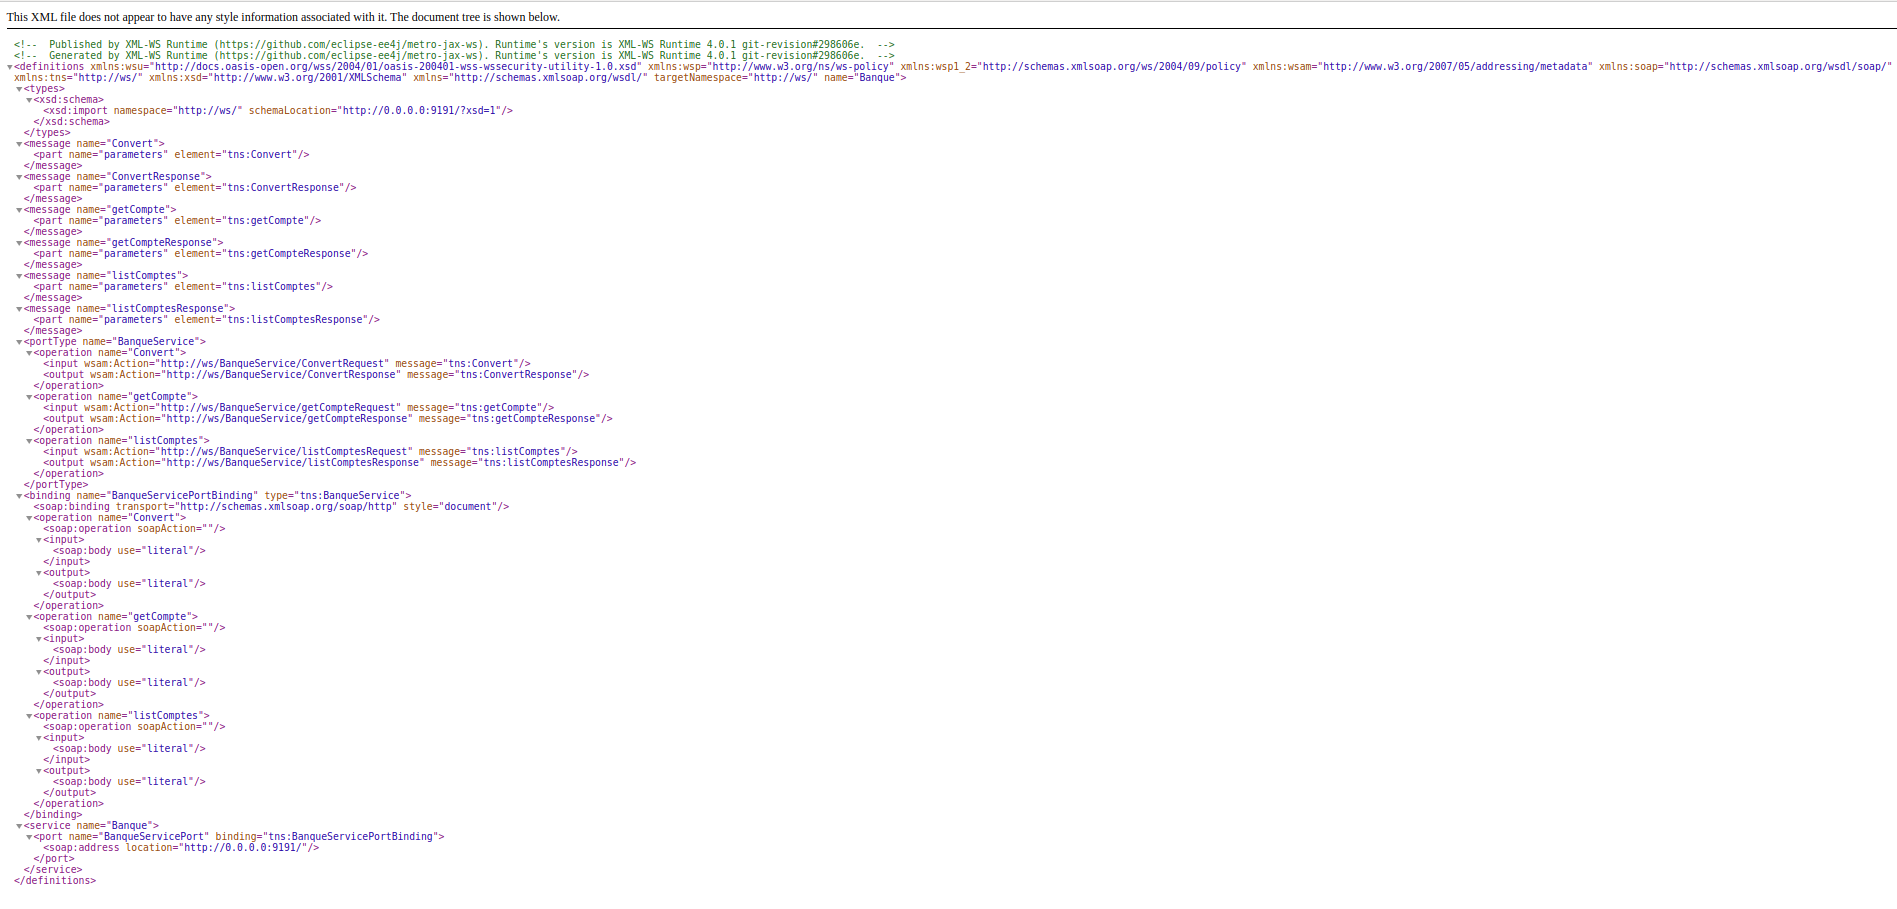 This XML file does not appear to have any style information associated with it. The document tree is shown below.
<!-- Published by XML-WS Runtime (https://github.com/eclipse-ee4j/metro-jax-ws). Runtime's version is XML-WS Runtime 4.0.1 git-revision#298606e. -->
<!-- Generated by XML-WS Runtime (https://github.com/eclipse-ee4j/metro-jax-ws). Runtime's version is XML-WS Runtime 4.0.1 git-revision#298606e. -->
<definitions xmlns:wsu="http://docs.oasis-open.org/wss/2004/01/oasis-200401-wss-wssecurity-utility-1.0.xsd" xmlns:wsp="http://www.w3.org/ns/ws-policy" xmlns:wsp1_2="http://schemas.xmlsoap.org/ws/2004/09/policy" xmlns:wsam="http://www.w3.org/2007/05/addressing/metadata" xmlns:soap="http://schemas.xmlsoap.org/wsdl/soap/"
xmlns:tns="http://ws/" xmlns:xsd="http://www.w3.org/2001/XMLSchema" xmlns="http://schemas.xmlsoap.org/wsdl/" targetNamespace="http://ws/" name="Banque">
<types>
<xsd:schema>
<xsd:import namespace="http://ws/" schemaLocation="http://0.0.0.0:9191/?xsd=1"/>
</xsd:schema>
</types>
<message name="Convert">
<part name="parameters" element="tns:Convert"/>
</message>
<message name="ConvertResponse">
<part name="parameters" element="tns:ConvertResponse"/>
</message>
<message name="getCompte">
<part name="parameters" element="tns:getCompte"/>
</message>
<message name="getCompteResponse">
<part name="parameters" element="tns:getCompteResponse"/>
</message>
<message name="listComptes">
<part name="parameters" element="tns:listComptes"/>
</message>
<message name="listComptesResponse">
<part name="parameters" element="tns:listComptesResponse"/>
</message>
<portType name="BanqueService">
<operation name="Convert">
<input wsam:Action="http://ws/BanqueService/ConvertRequest" message="tns:Convert"/>
<output wsam:Action="http://ws/BanqueService/ConvertResponse" message="tns:ConvertResponse"/>
</operation>
<operation name="getCompte">
<input wsam:Action="http://ws/BanqueService/getCompteRequest" message="tns:getCompte"/>
<output wsam:Action="http://ws/BanqueService/getCompteResponse" message="tns:getCompteResponse"/>
</operation>
<operation name="listComptes">
<input wsam:Action="http://ws/BanqueService/listComptesRequest" message="tns:listComptes"/>
<output wsam:Action="http://ws/BanqueService/listComptesResponse" message="tns:listComptesResponse"/>
</operation>
</portType>
<binding name="BanqueServicePortBinding" type="tns:BanqueService">
<soap:binding transport="http://schemas.xmlsoap.org/soap/http" style="document"/>
<operation name="Convert">
<soap:operation soapAction=""/>
<input>
<soap:body use="literal"/>
</input>
<output>
<soap:body use="literal"/>
</output>
</operation>
<operation name="getCompte">
<soap:operation soapAction=""/>
<input>
<soap:body use="literal"/>
</input>
<output>
<soap:body use="literal"/>
</output>
</operation>
<operation name="listComptes">
<soap:operation soapAction=""/>
<input>
<soap:body use="literal"/>
</input>
<output>
<soap:body use="literal"/>
</output>
</operation>
</binding>
<service name="Banque">
<port name="BanqueServicePort" binding="tns:BanqueServicePortBinding">
<soap:address location="http://0.0.0.0:9191/"/>
</port>
</service>
</definitions>